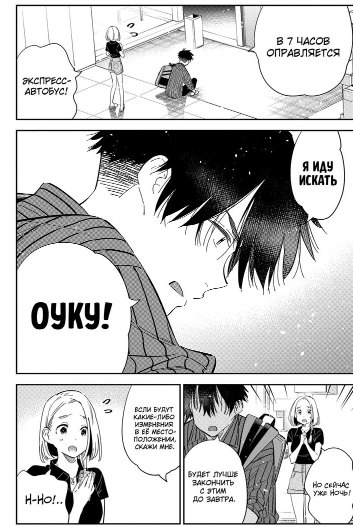 В 7 ЧАСОВ
ОПРАВЛЯЕТСЯ
ЭКСПРЕСС-
АВТОБУС!
Я ИДУ
ИСКАТЬ
ОУКУ!
Но сейчас
уже Ночь!
БУДЕТ ЛУЧШЕ
ЗАКОНЧИТЬ
С ЭТИМ
ДО ЗАВТРА.
ЕСЛИ БУДУТ
КАКИЕ-ЛИБО
ИЗМЕНЕНИЯ
В ЕЁ МЕСТО-
ПОЛОЖЕНИИ,
СКАЖИ МНЕ.
Н-НО!..